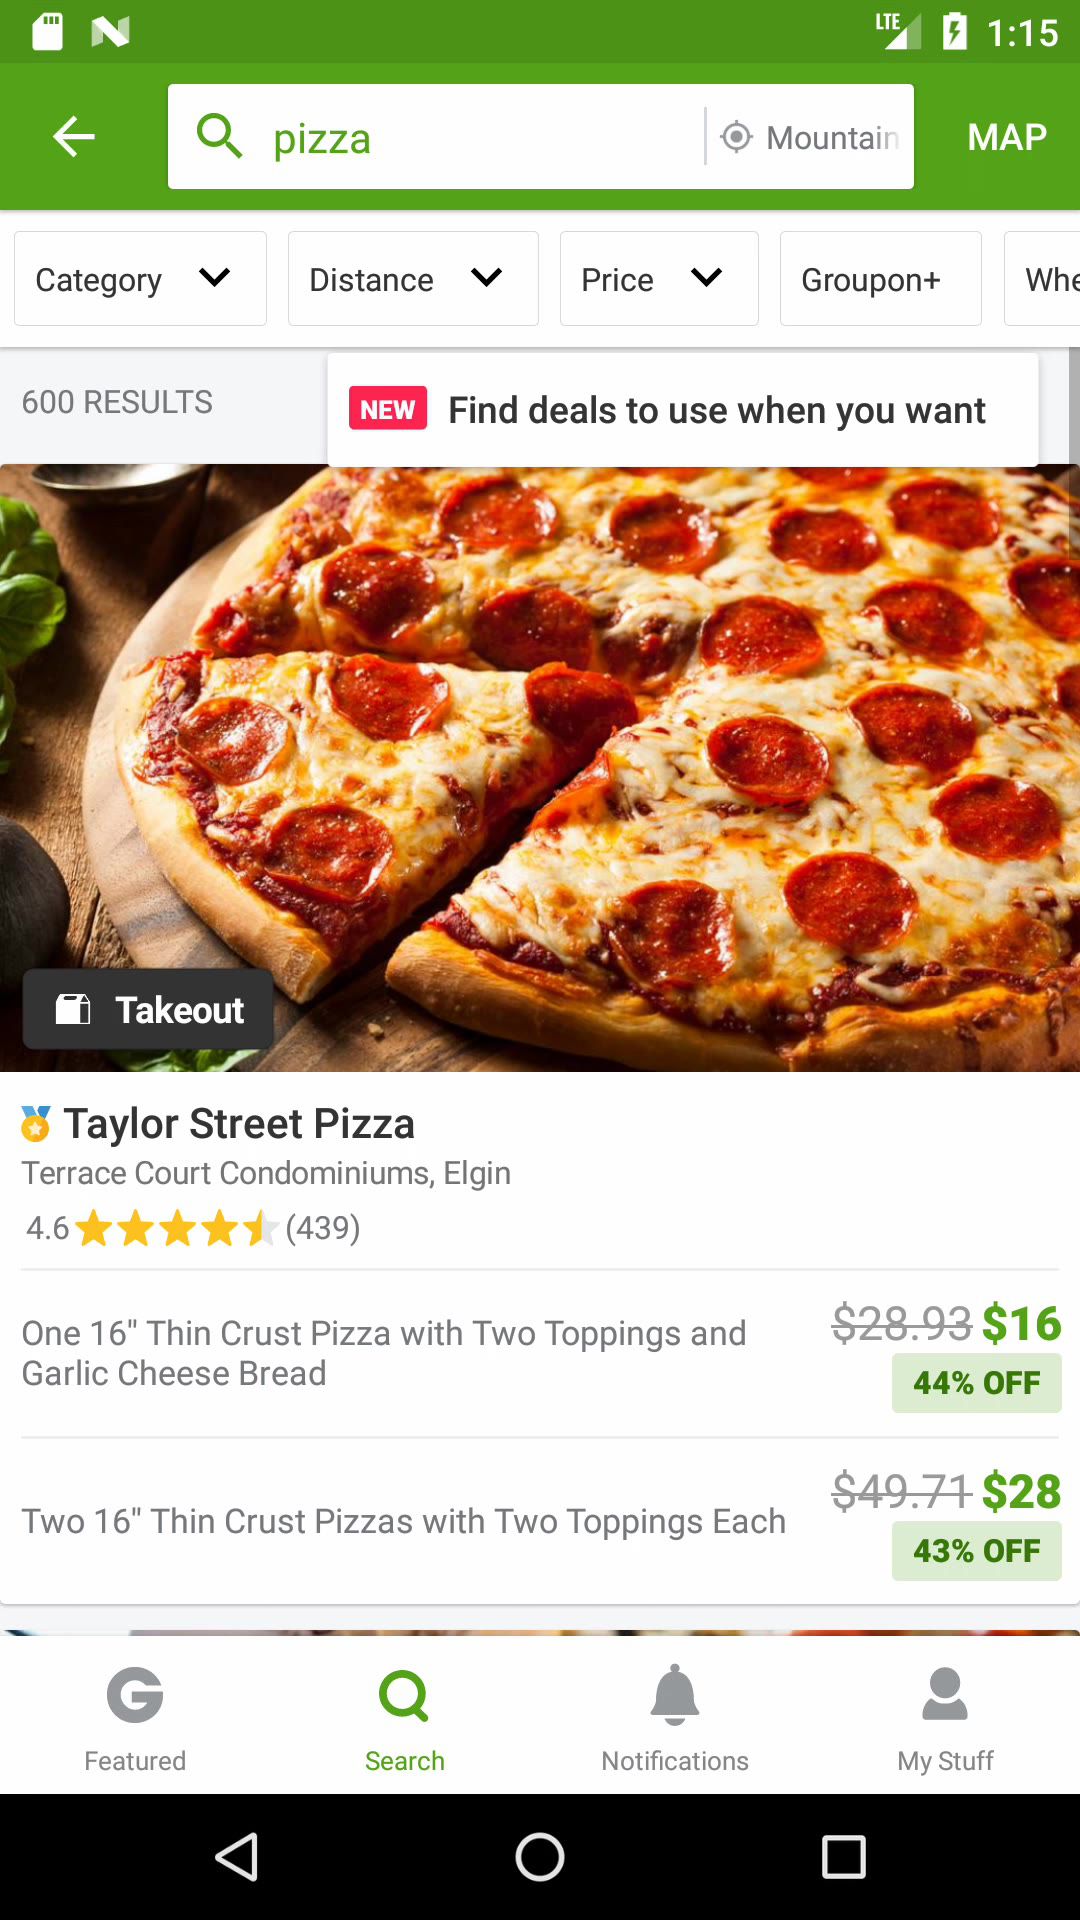 LTE 1:15
pizza Mountain MAP
Category Distance Price Groupon+
600 RESULTS
NEW Find deals to use when you want
Takeout
Taylor Street Pizza
Terrace Court Condominiums, Elgin
4.6 (439)
One 16" Thin Crust Pizza with Two Toppings and
Garlic Cheese Bread
$28.93 $16
44% OFF
Two 16" Thin Crust Pizzas with Two Toppings Each
$49.71 $28
43% OFF
Featured Search Notifications My Stuff